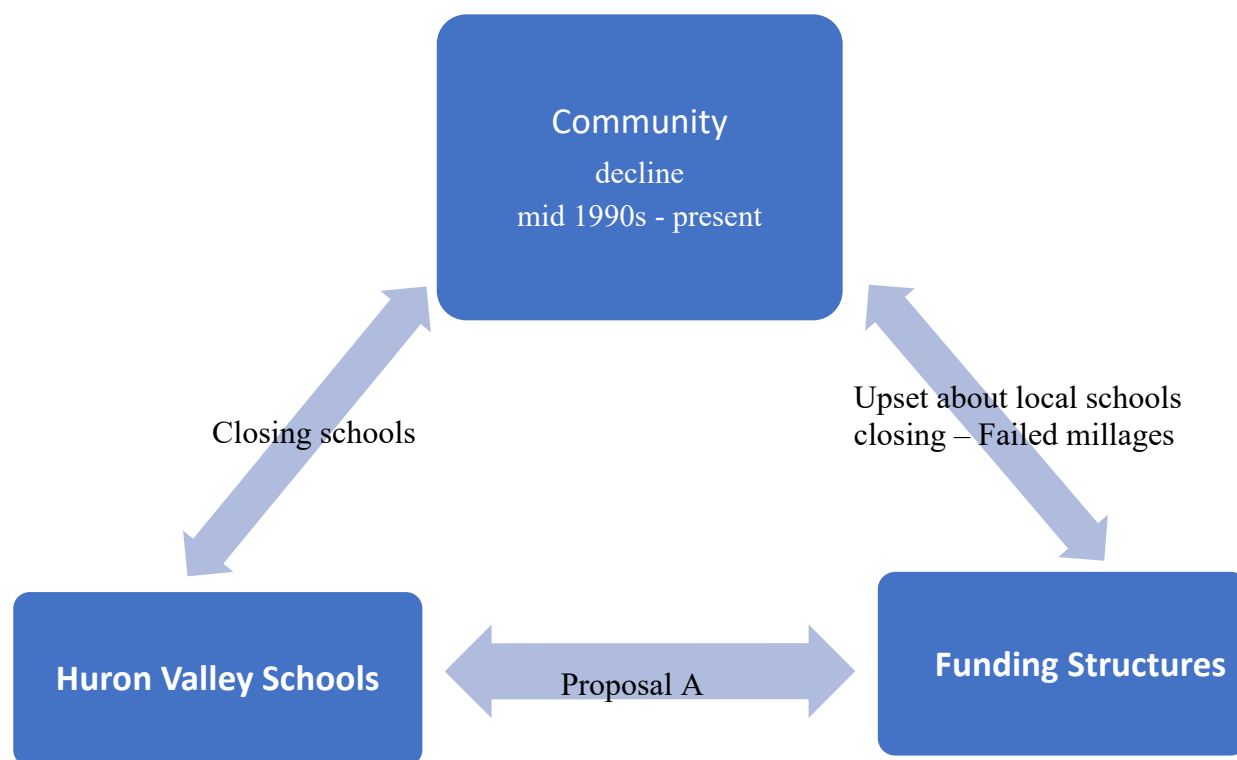 Community
decline
mid 1990s - present
Closing schools
Upset about local schools
closing – Failed millages
Huron Valley Schools
Proposal A
Funding Structures